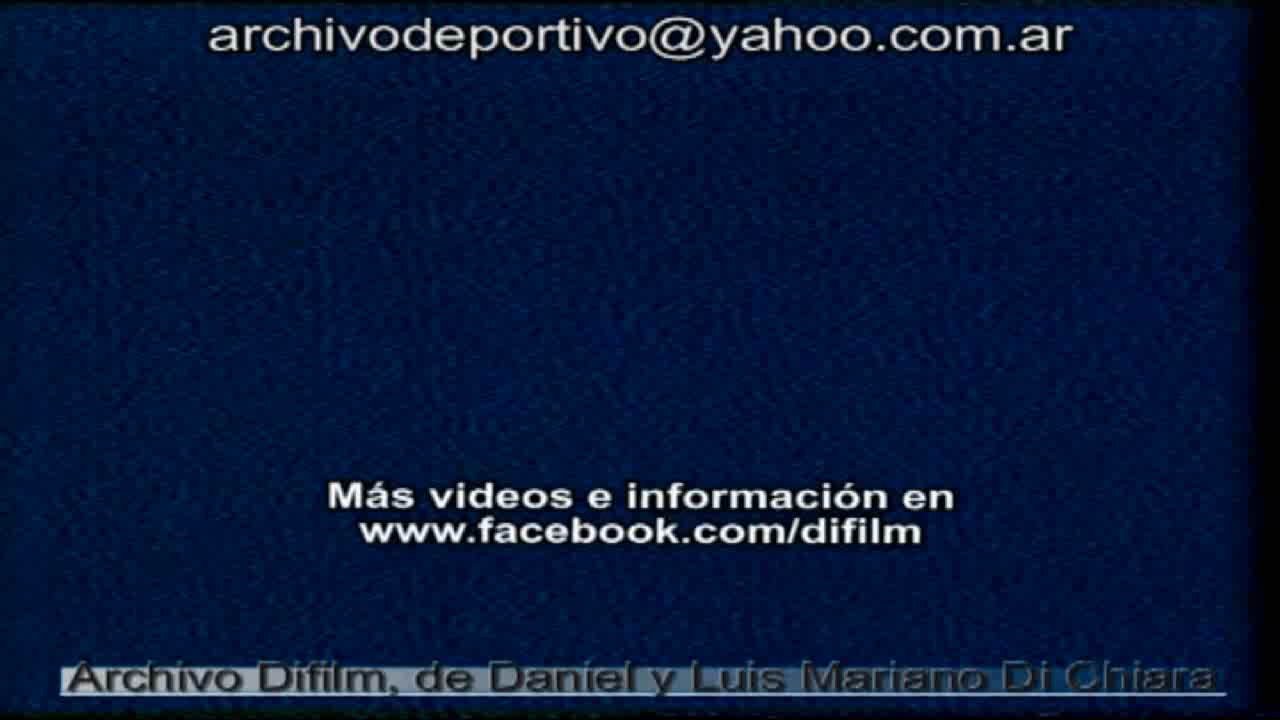 archivodeportivo@yahoo.com.ar
Más videos e información en
www.facebook.com/difilm
Archivo Difilm, de Daniel y Luis Mariano Di Chiara